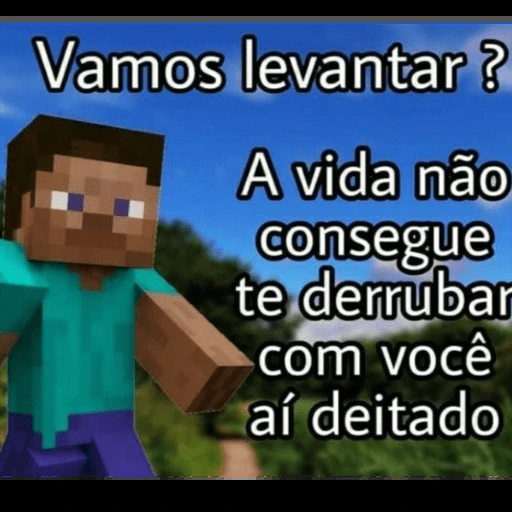 Vamos levantar ?
A vida não
consegue
te derrubar
com você
aí deitado